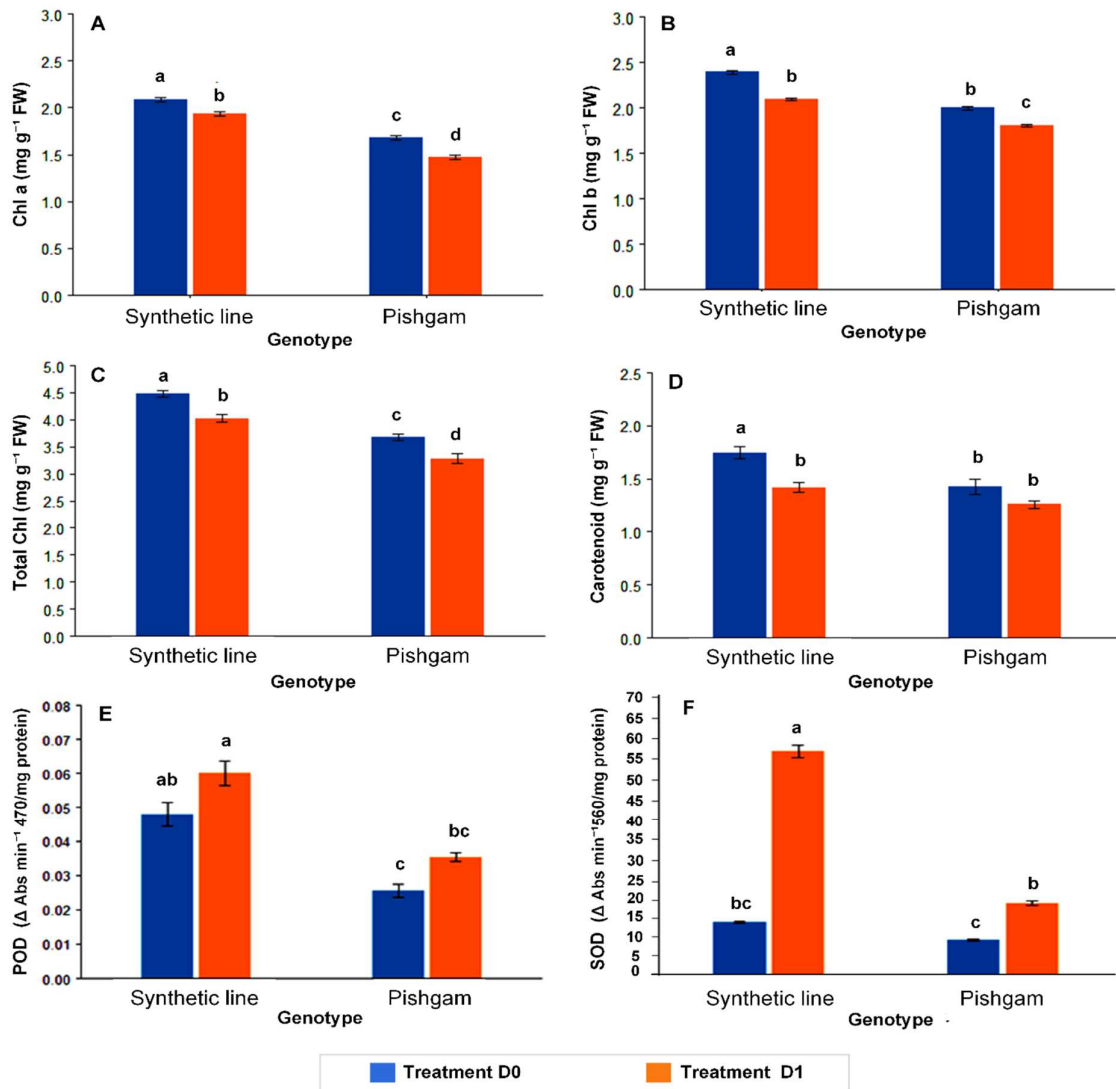 A
3.0
2.5
2.0
1.5
1.0
0.5
0.0
Chl a (mg g⁻¹ FW)
a
b
c
d
Synthetic line
Pishgam
Genotype
B
3.0
2.5
2.0
1.5
1.0
0.5
0.0
Chl b (mg g⁻¹ FW)
a
b
b
c
Synthetic line
Pishgam
Genotype
C
5.0
4.5
4.0
3.5
3.0
2.5
2.0
1.5
1.0
0.5
0.0
Total Chl (mg g⁻¹ FW)
a
b
c
d
Synthetic line
Pishgam
Genotype
D
2.5
2.0
1.5
1.0
0.5
0.0
Carotenoid (mg g⁻¹ FW)
a
b
b
b
Synthetic line
Pishgam
Genotype
E
0.08
0.07
0.06
0.05
0.04
0.03
0.02
0.01
0.00
POD (Δ Abs min⁻¹ 470/mg protein)
ab
a
c
bc
Synthetic line
Pishgam
Genotype
F
70
65
60
55
50
45
40
35
30
25
20
15
10
5
0
SOD (Δ Abs min⁻¹560/mg protein)
bc
a
c
b
Synthetic line
Pishgam
Genotype
Treatment D0
Treatment D1